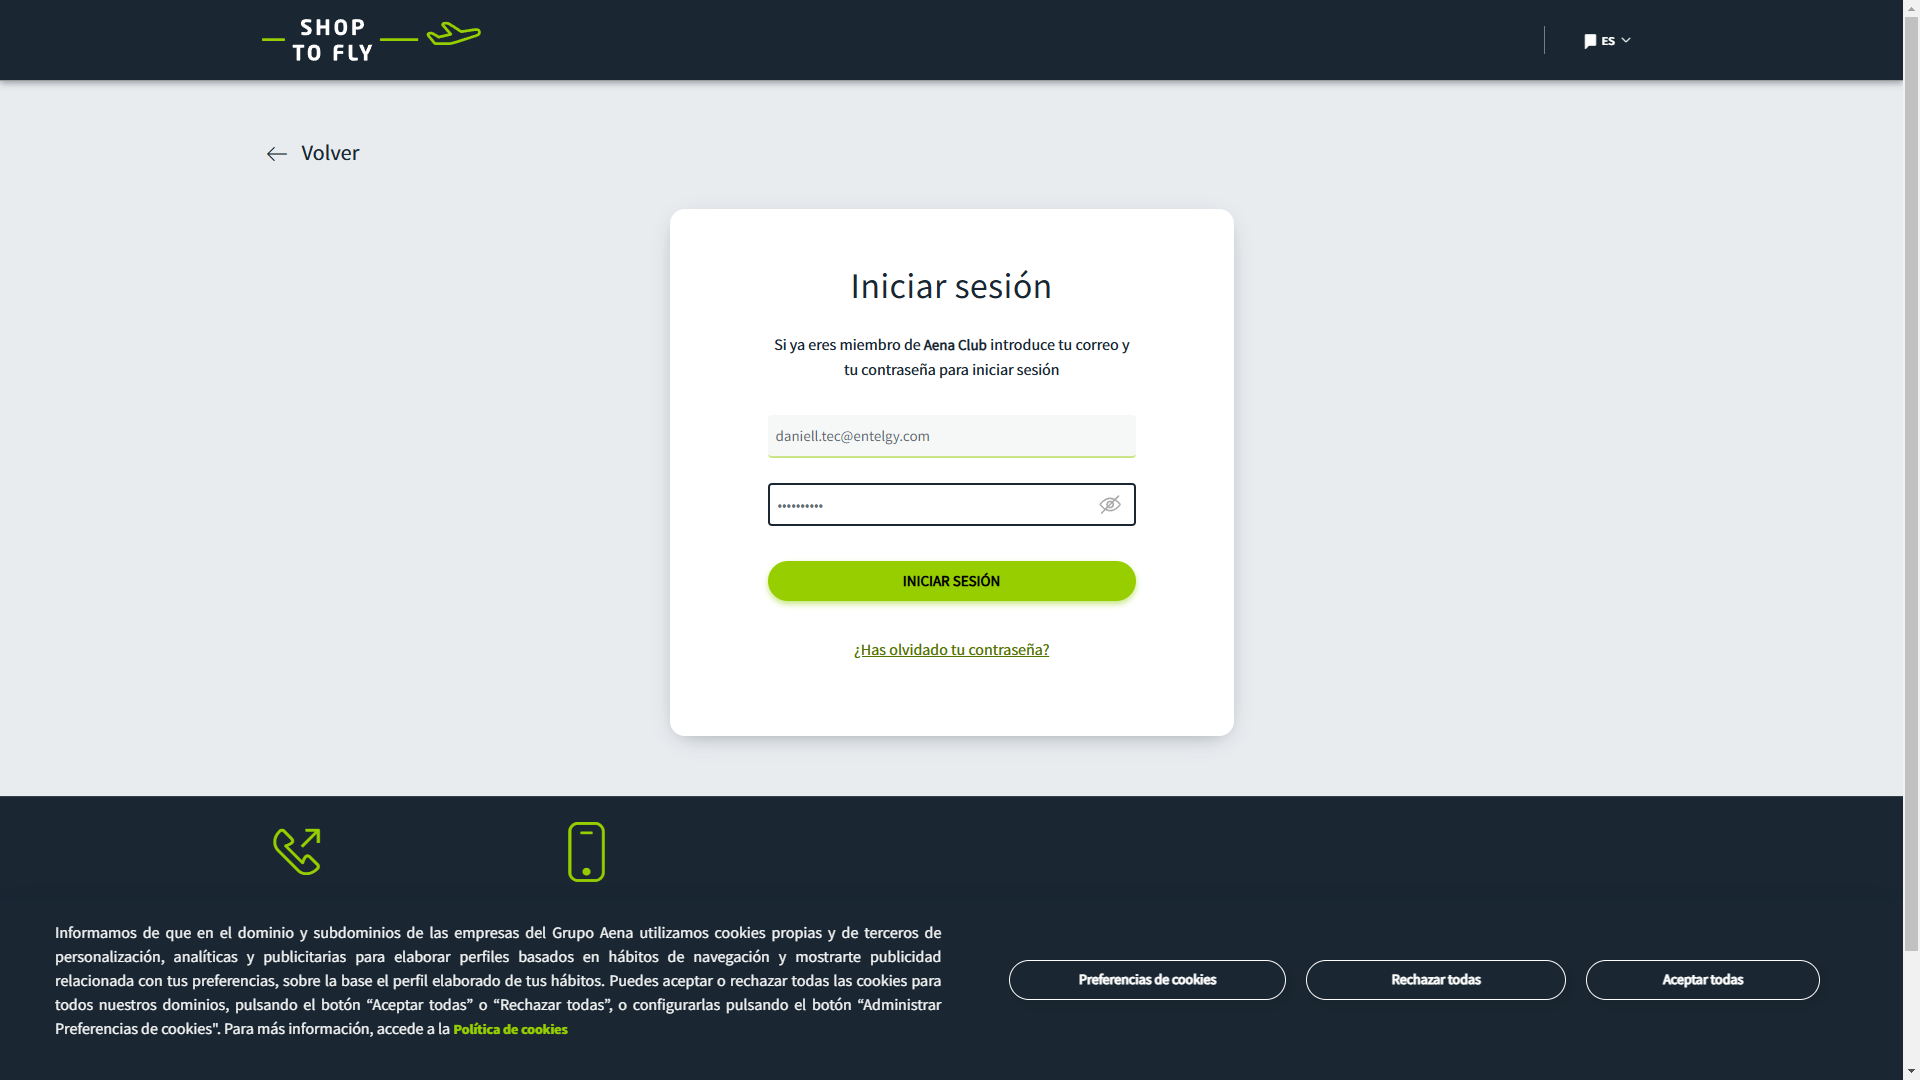 SHOP
TO FLY
ES
Volver
Iniciar sesión
Si ya eres miembro de Aena Club introduce tu correo y
tu contraseña para iniciar sesión
daniell.tec@entelgy.com
••••••••••
INICIAR SESIÓN
¿Has olvidado tu contraseña?
Informamos de que en el dominio y subdominios de las empresas del Grupo Aena utilizamos cookies propias y de terceros de
personalización, analíticas y publicitarias para elaborar perfiles basados en hábitos de navegación y mostrarte publicidad
relacionada con tus preferencias, sobre la base el perfil elaborado de tus hábitos. Puedes aceptar o rechazar todas las cookies para
todos nuestros dominios, pulsando el botón “Aceptar todas” o “Rechazar todas”, o configurarlas pulsando el botón “Administrar
Preferencias de cookies". Para más información, accede a la Política de cookies
Preferencias de cookies
Rechazar todas
Aceptar todas